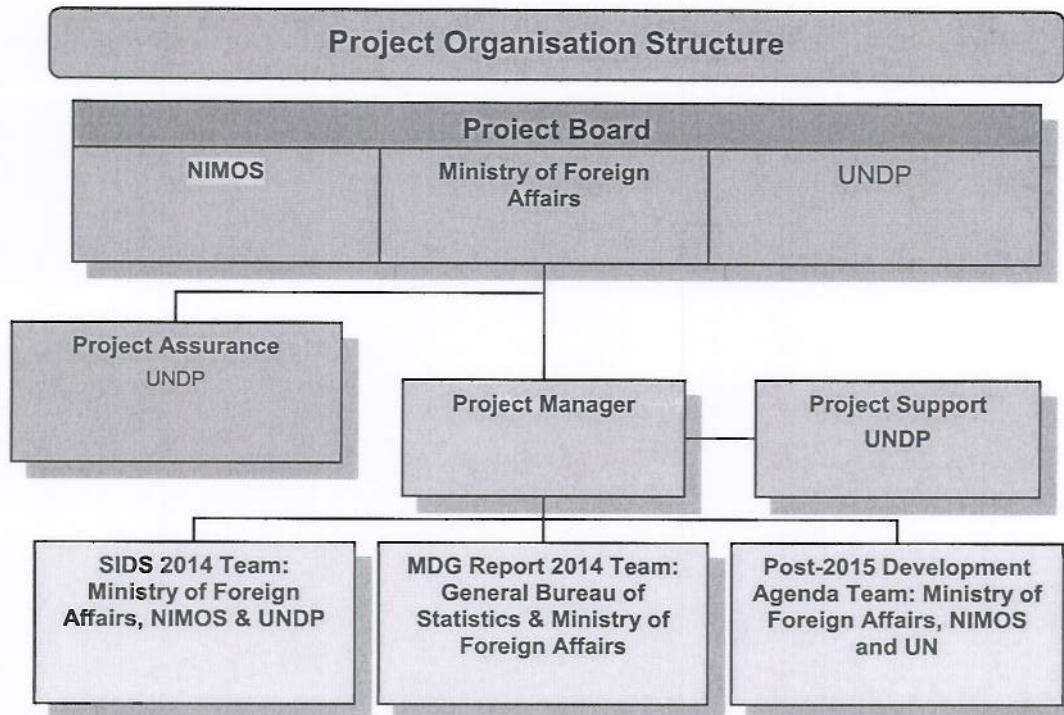 Project Organisation Structure
Project Board
NIMOS
Ministry of Foreign
Affairs
UNDP
Project Assurance
UNDP
Project Manager
Project Support
UNDP
SIDS 2014 Team:
Ministry of Foreign
Affairs, NIMOS & UNDP
MDG Report 2014 Team:
General Bureau of
Statistics & Ministry of
Foreign Affairs
Post-2015 Development
Agenda Team: Ministry of
Foreign Affairs, NIMOS
and UN